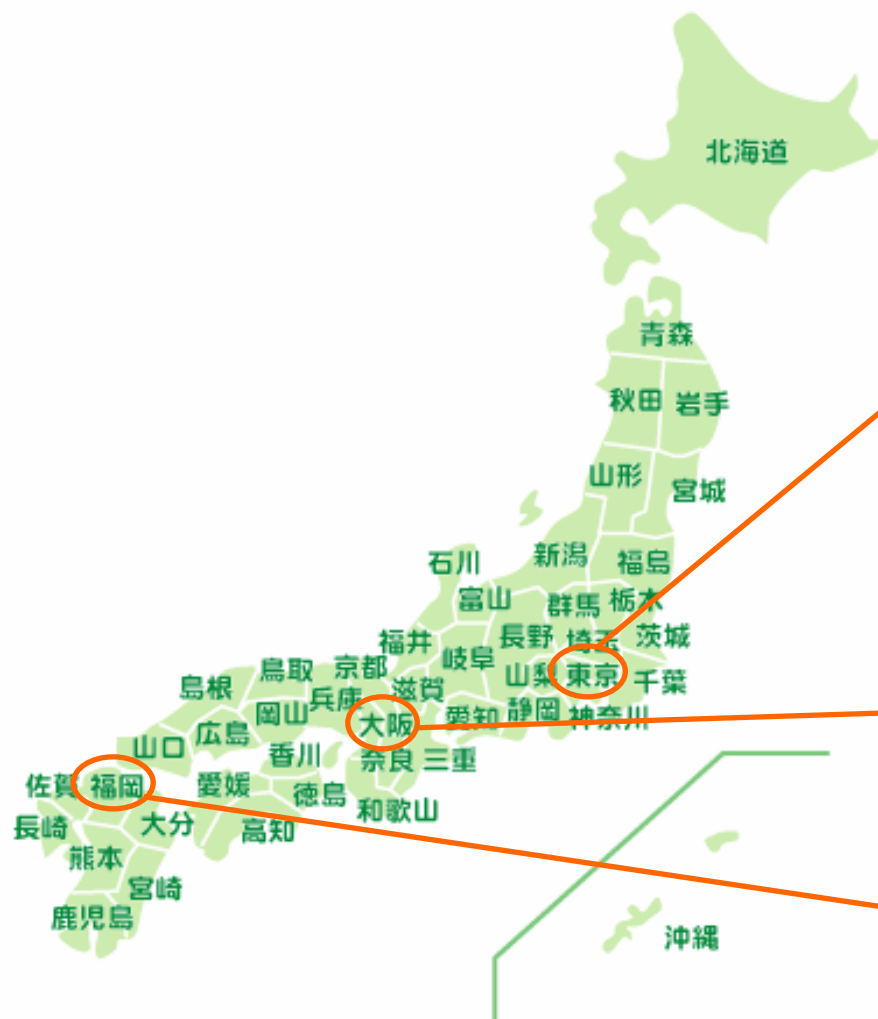 北海道
青森
秋田 岩手
山形
宮城
新潟
福島
石川
富山
群馬 栃木
福井
岐阜
長野 埼玉 茨城
山梨 東京 千葉
島根
鳥取 京都
滋賀
兵庫
岡山
大阪
愛知 静岡 神奈川
山口
広島
香川
奈良 三重
佐賀 福岡
愛媛
徳島
和歌山
長崎
大分
高知
熊本
宮崎
鹿児島
沖縄